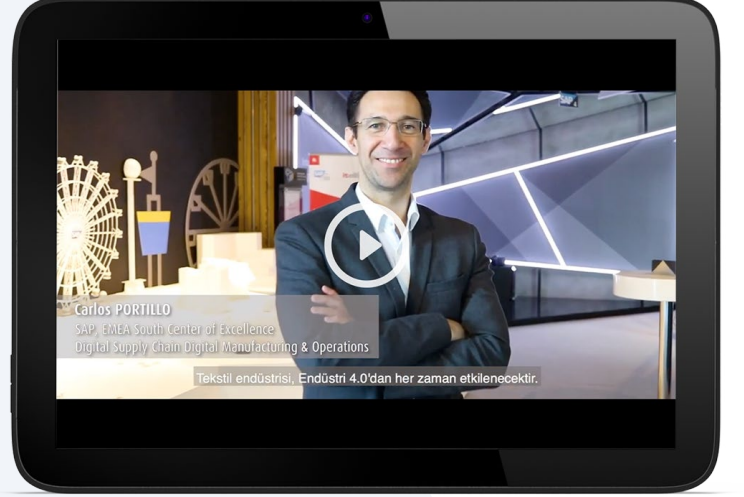 Carlos PORTILLO
SAP, EMEA South Center of Excellence
Digital Supply Chain Digital Manufacturing & Operations
Tekstil endüstrisi, Endüstri 4.0'dan her zaman etkilenecektir.